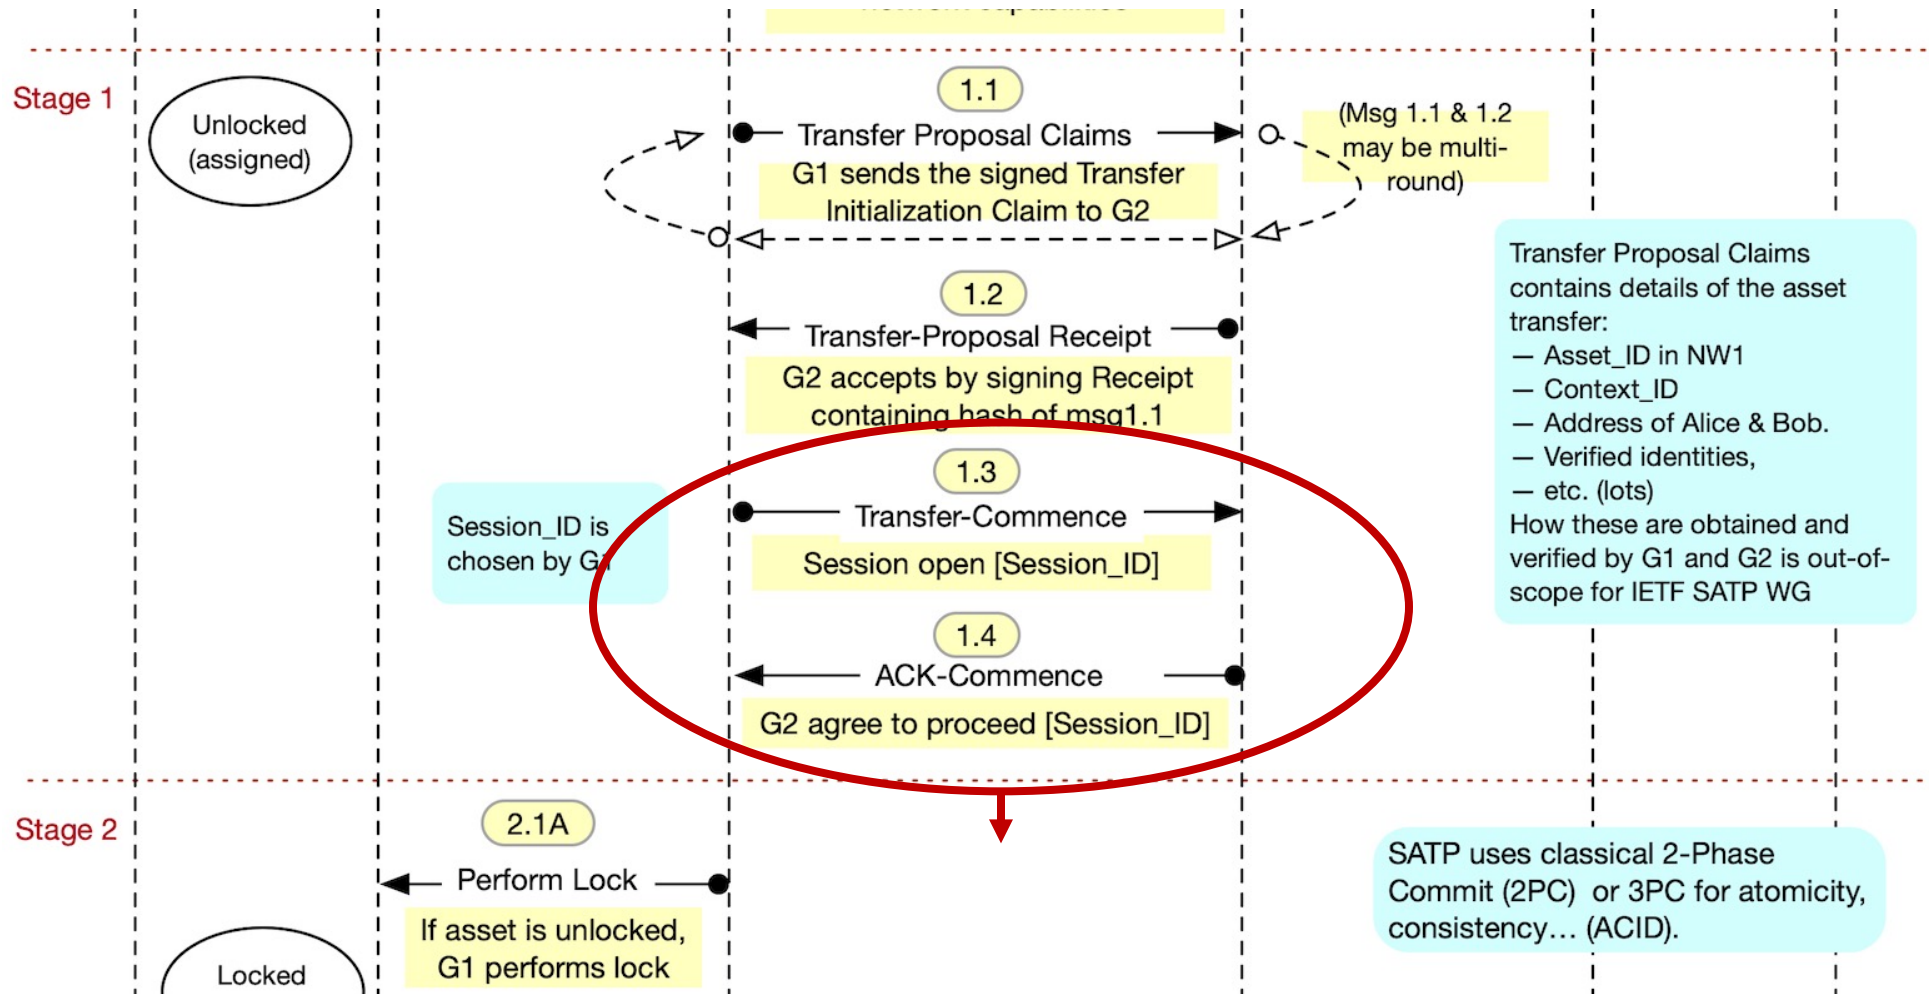 network capabilities
Stage 1
Unlocked
(assigned)
1.1
Transfer Proposal Claims
G1 sends the signed Transfer
Initialization Claim to G2
(Msg 1.1 & 1.2
may be multi-
round)
1.2
Transfer-Proposal Receipt
G2 accepts by signing Receipt
containing hash of msg1.1
Transfer Proposal Claims
contains details of the asset
transfer:
— Asset_ID in NW1
— Context_ID
— Address of Alice & Bob.
— Verified identities,
— etc. (lots)
How these are obtained and
verified by G1 and G2 is out-of-
scope for IETF SATP WG
1.3
Transfer-Commence
Session open [Session_ID]
Session_ID is
chosen by G1
1.4
ACK-Commence
G2 agree to proceed [Session_ID]
Stage 2
2.1A
Perform Lock
If asset is unlocked,
G1 performs lock
Locked
SATP uses classical 2-Phase
Commit (2PC) or 3PC for atomicity,
consistency… (ACID).